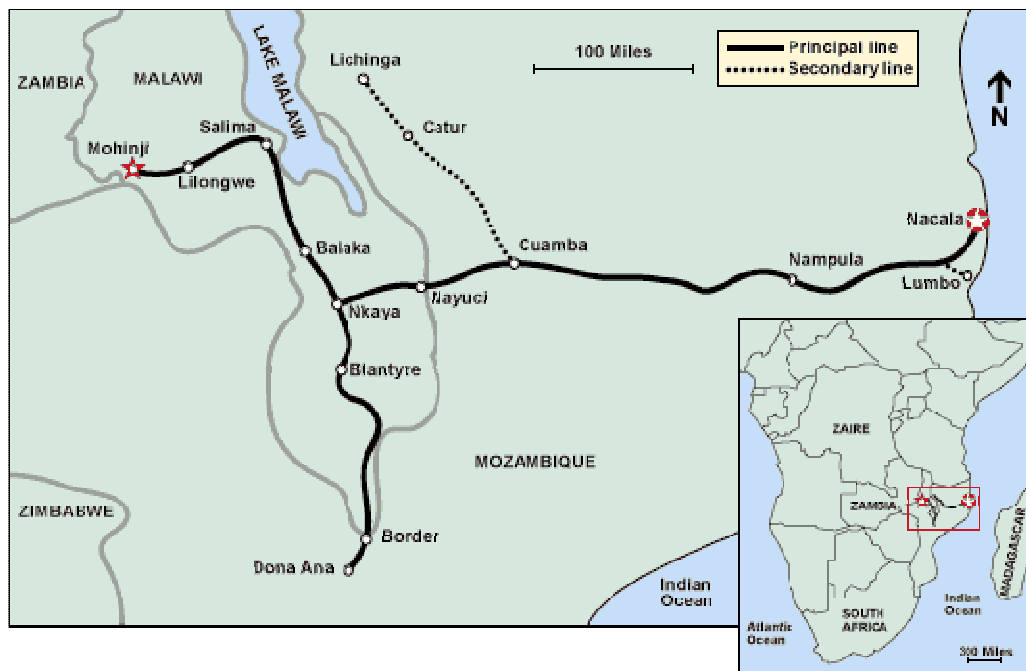 100 Miles
Principal line
Secondary line
ZAMBIA
MALAWI
LAKE MALAWI
Lichinga
Catur
N
Salima
Mohinji
Lilongwe
Nacala
Balaka
Cuamba
Nampula
Lumbo
Nkaya
Nayuci
Blantyre
MOZAMBIQUE
ZIMBABWE
Border
Dona Ana
Indian
Ocean
ZAIRE
ZAMBIA
MADAGASCAR
SOUTH
AFRICA
Indian
Ocean
Atlantic
Ocean
300 Miles